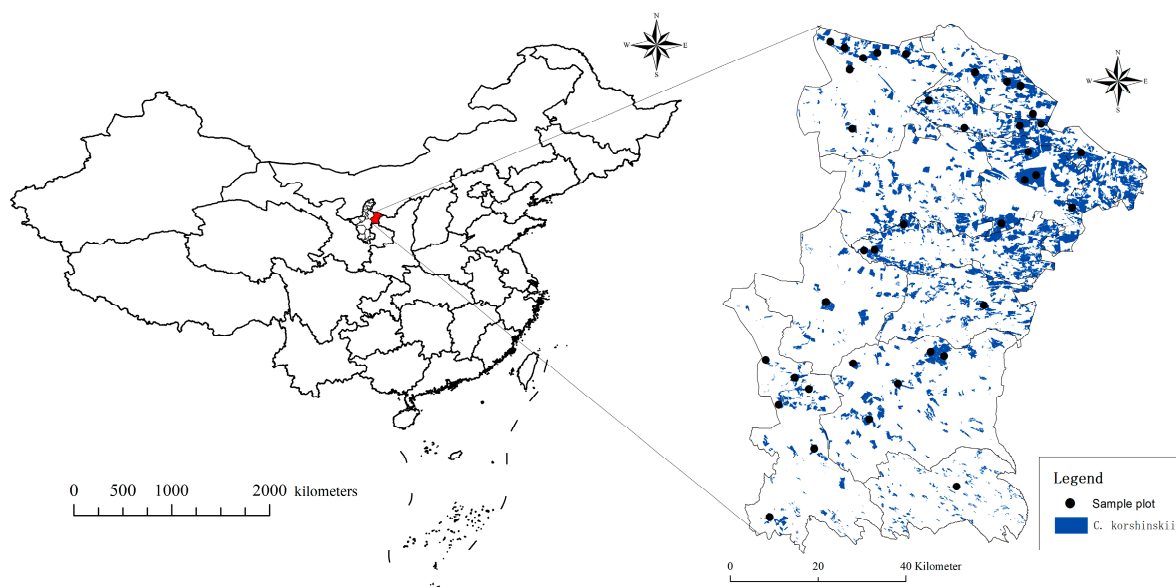 N
W E
S
N
W E
S
0 500 1000 2000 kilometers
Legend
Sample plot
C. korshinskii
0 20 40 Kilometer